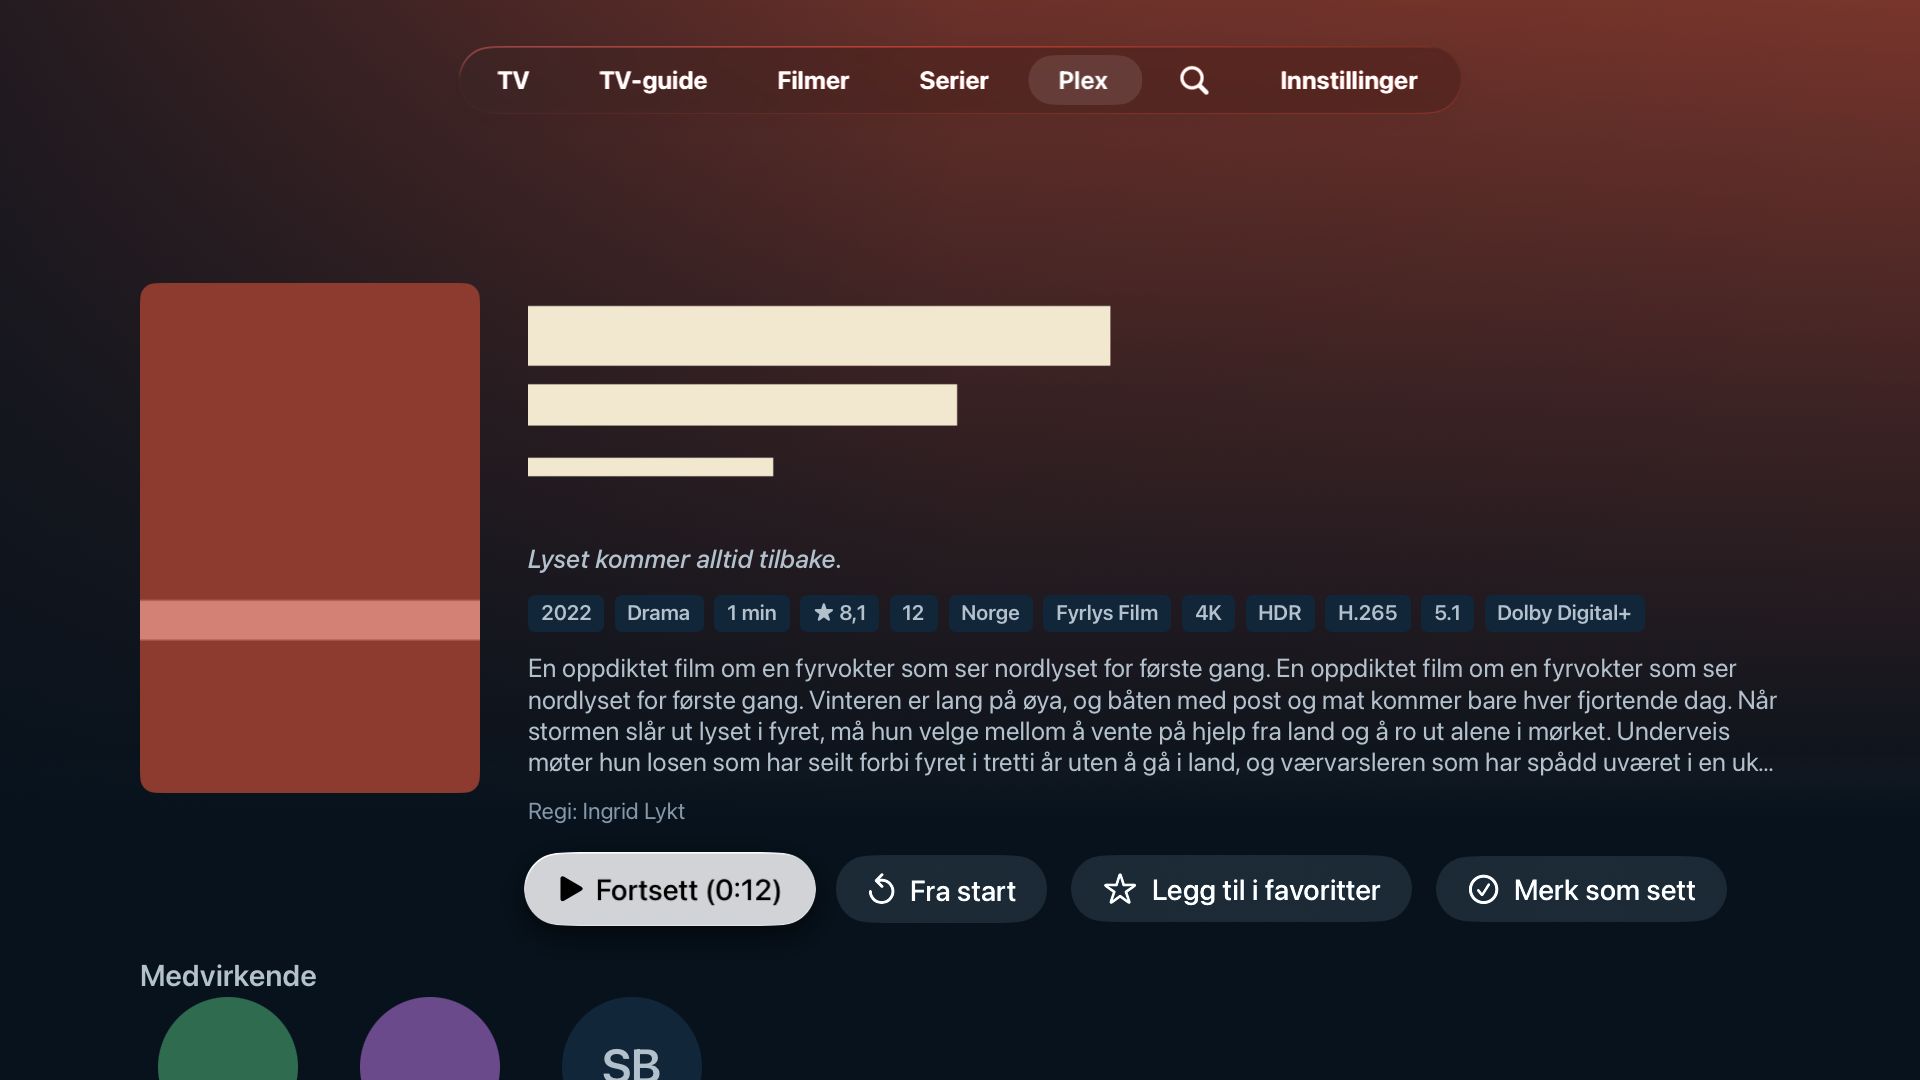 TV TV-guide Filmer Serier Plex Innstillinger
Lyset kommer alltid tilbake.
2022 Drama 1 min ★ 8,1 12 Norge Fyrlys Film 4K HDR H.265 5.1 Dolby Digital+
En oppdiktet film om en fyrvokter som ser nordlyset for første gang. En oppdiktet film om en fyrvokter som ser
nordlyset for første gang. Vinteren er lang på øya, og båten med post og mat kommer bare hver fjortende dag. Når
stormen slår ut lyset i fyret, må hun velge mellom å vente på hjelp fra land og å ro ut alene i mørket. Underveis
møter hun losen som har seilt forbi fyret i tretti år uten å gå i land, og værvarsleren som har spådd uværet i en uk...
Regi: Ingrid Lykt
Fortsett (0:12) Fra start Legg til i favoritter Merk som sett
Medvirkende
SB